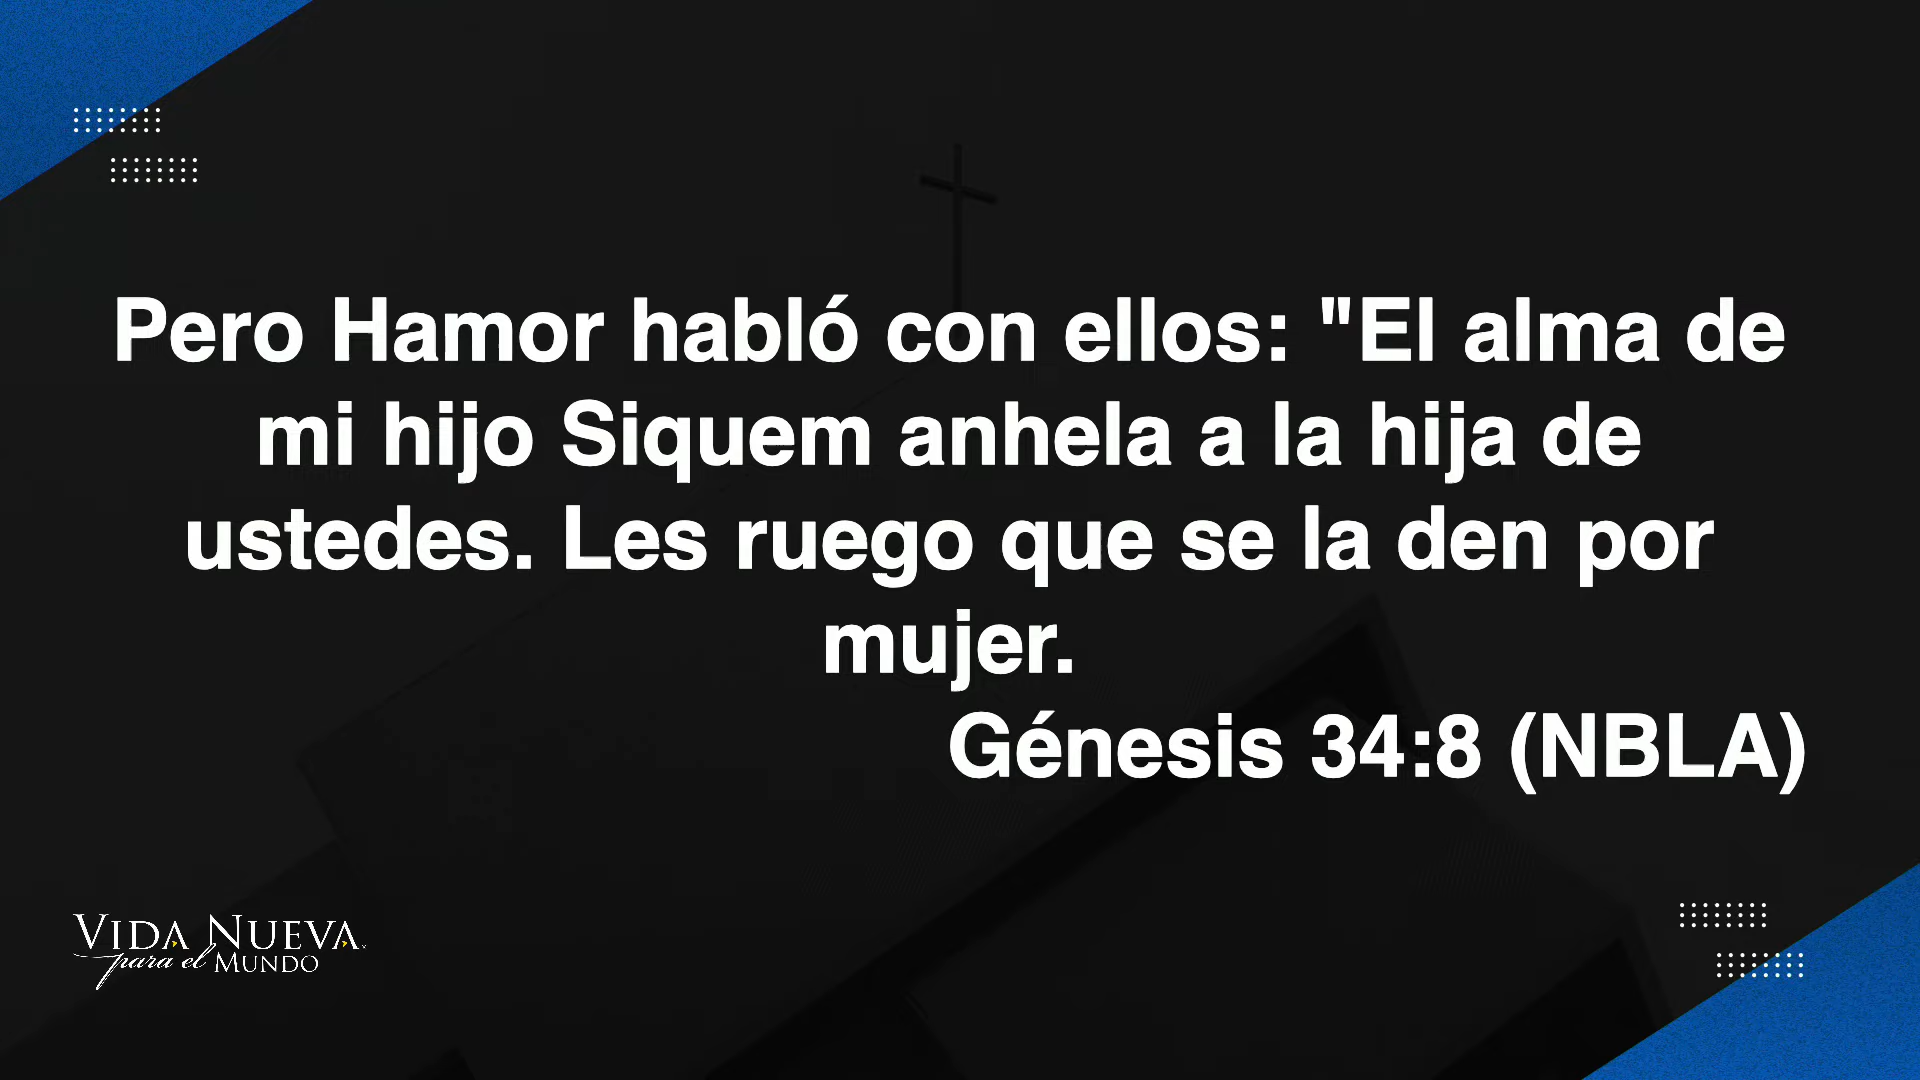 Pero Hamor habló con ellos: "El alma de
mi hijo Siquem anhela a la hija de
ustedes. Les ruego que se la den por
mujer.
Génesis 34:8 (NBLA)
VIDA NUEVA
para el MUNDO